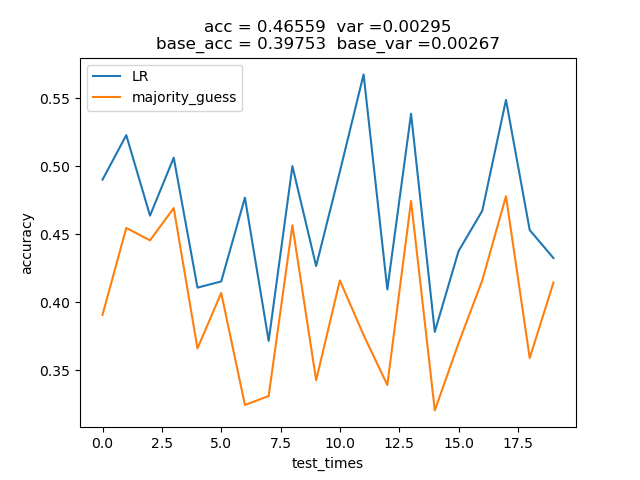 acc = 0.46559  var =0.00295
base_acc = 0.39753  base_var =0.00267
LR
majority_guess
0.55
0.50
0.45
0.40
0.35
accuracy
0.0 2.5 5.0 7.5 10.0 12.5 15.0 17.5
test_times